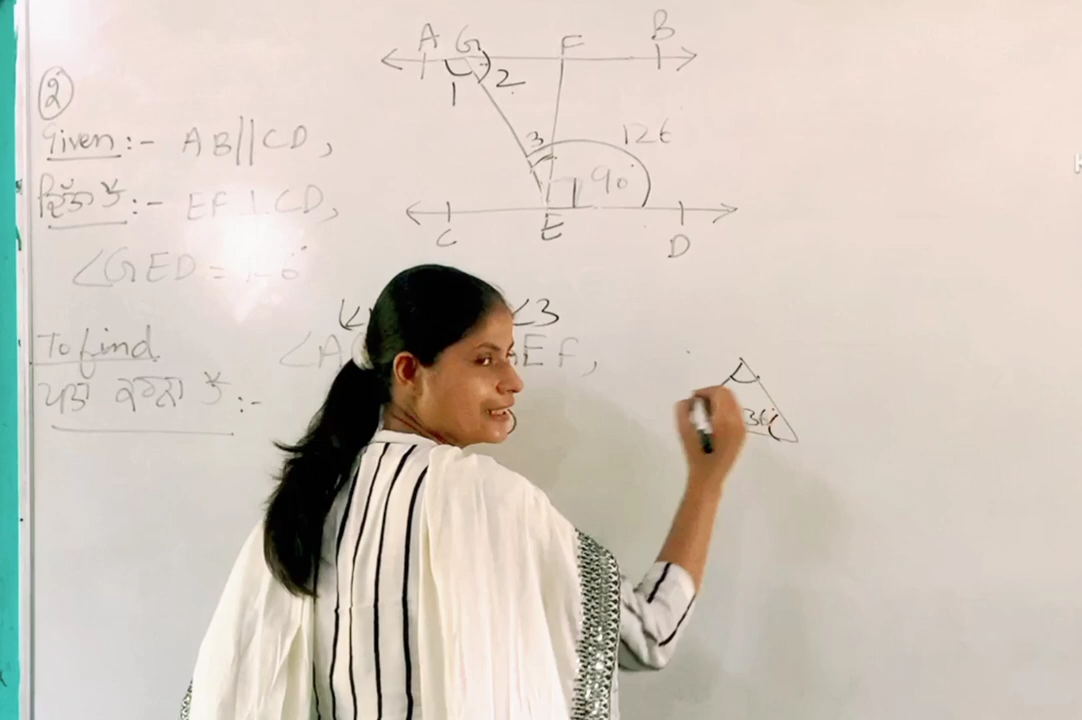 ②
Given :- AB||CD,
ਦਿੱਤਾ ਹੈ :- EF⊥CD,
∠GED =
To find
ਪਤਾ ਕਰਨਾ ਹੈ :-
∠A EF,
∠3
A G F B
1 2
3 126
90°
C E D
36